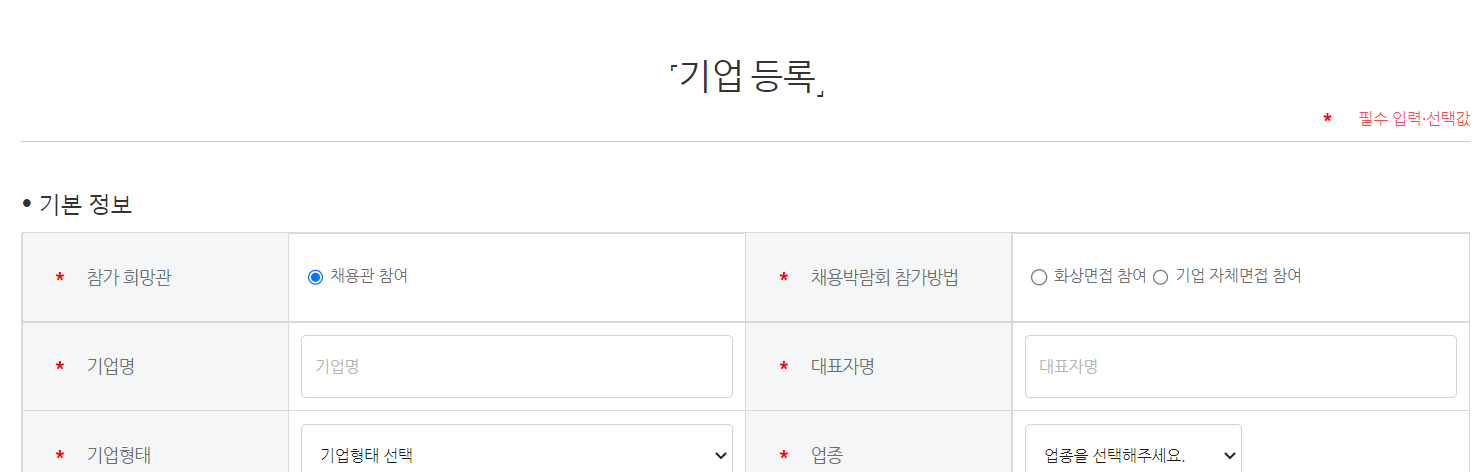 「기업 등록」
* 필수 입력·선택값
• 기본 정보
* 참가 희망관 채용관 참여 * 채용박람회 참가방법 화상면접 참여 기업 자체면접 참여
* 기업명 기업명 * 대표자명 대표자명
* 기업형태 기업형태 선택 * 업종 업종을 선택해주세요.